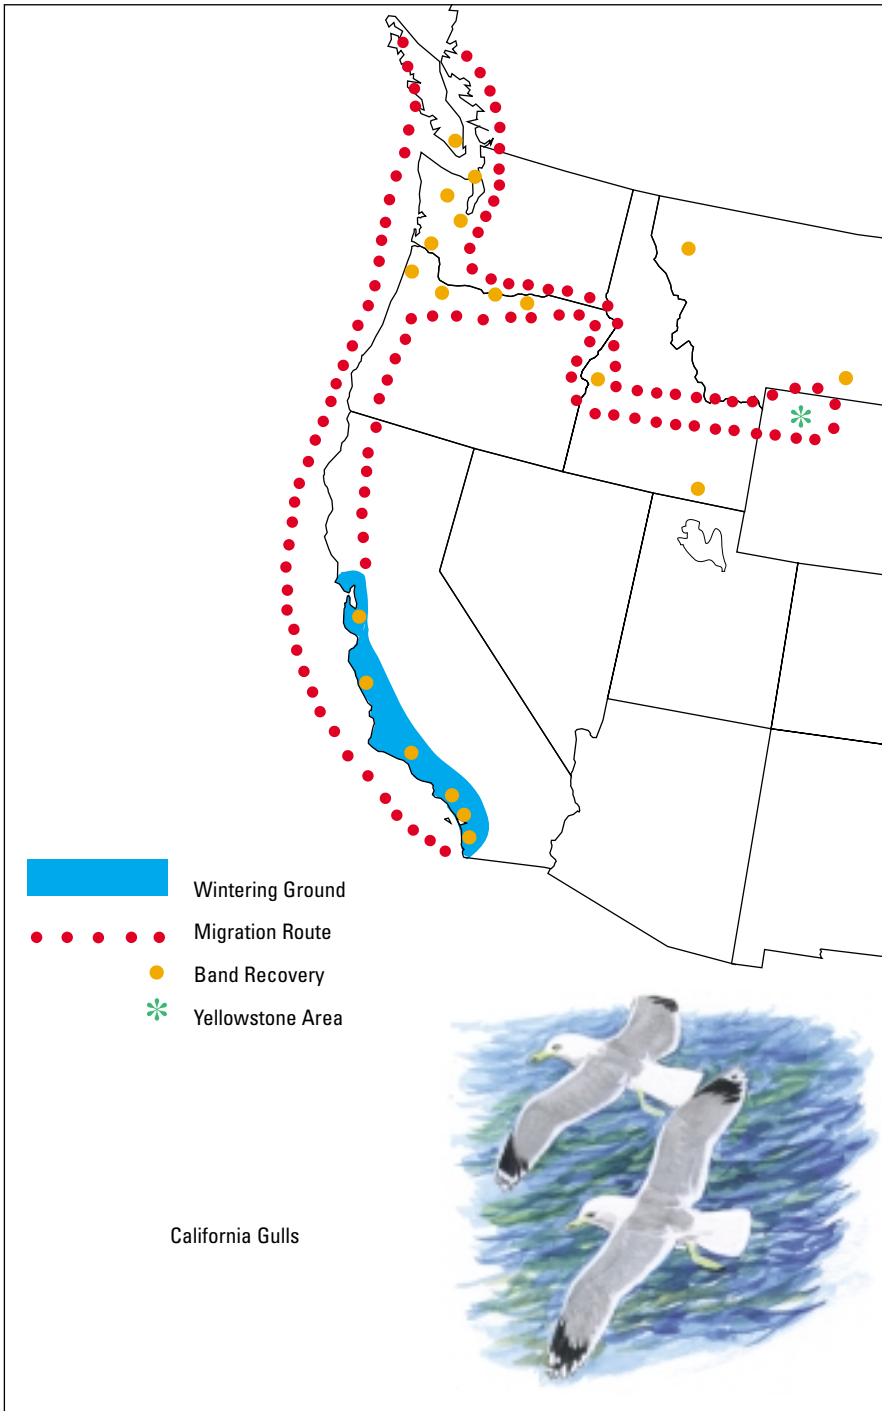 Wintering Ground
Migration Route
Band Recovery
Yellowstone Area
California Gulls